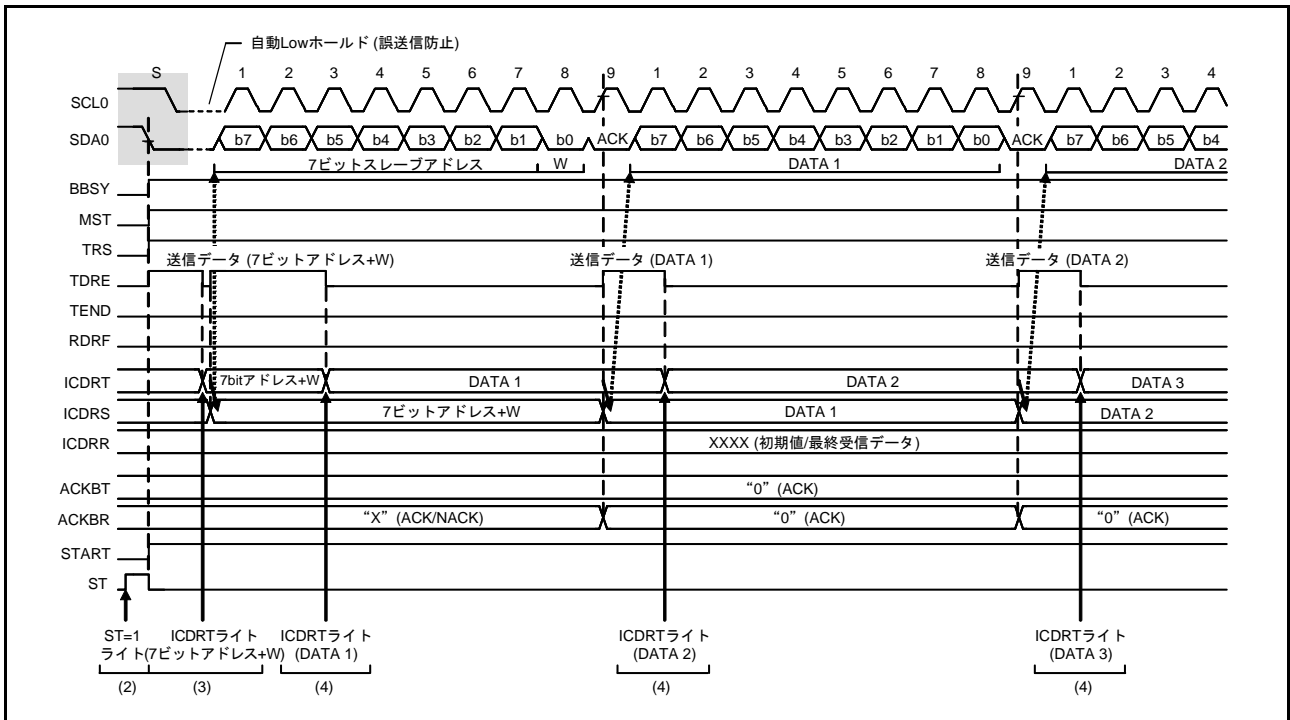 自動Lowホールド (誤送信防止)
S 1 2 3 4 5 6 7 8 9 1 2 3 4 5 6 7 8 9 1 2 3 4
SCL0
SDA0 b7 b6 b5 b4 b3 b2 b1 b0 ACK b7 b6 b5 b4 b3 b2 b1 b0 ACK b7 b6 b5 b4
7ビットスレーブアドレス W DATA 1 DATA 2
BBSY
MST
TRS
送信データ (7ビットアドレス+W) 送信データ (DATA 1) 送信データ (DATA 2)
TDRE
TEND
RDRF
ICDRT 7bitアドレス+W DATA 1 DATA 2 DATA 3
ICDRS 7ビットアドレス+W DATA 1 DATA 2
ICDRR XXXX (初期値/最終受信データ)
ACKBT “0” (ACK)
ACKBR “X” (ACK/NACK) “0” (ACK) “0” (ACK)
START
ST
ST=1 ICDRTライト ICDRTライト ICDRTライト ICDRTライト
ライト (7ビットアドレス+W) (DATA 1) (DATA 2) (DATA 3)
(2) (3) (4) (4) (4)